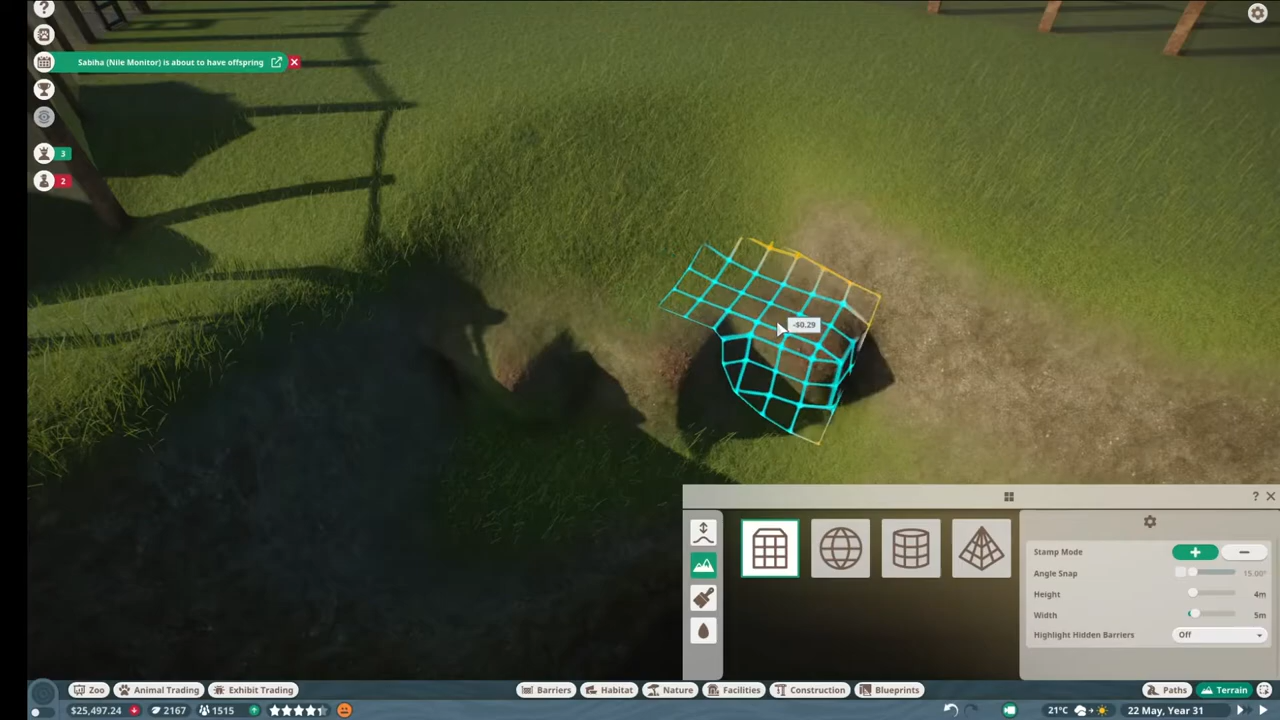 ?
Sabiha (Nile Monitor) is about to have offspring
3
2
-$0.29
?
Stamp Mode + −
Angle Snap 15.00°
Height 4m
Width 5m
Highlight Hidden Barriers Off
Zoo Animal Trading Exhibit Trading Barriers Habitat Nature Facilities Construction Blueprints Paths Terrain
$25,497.24 2167 1515 21°C 22 May, Year 31